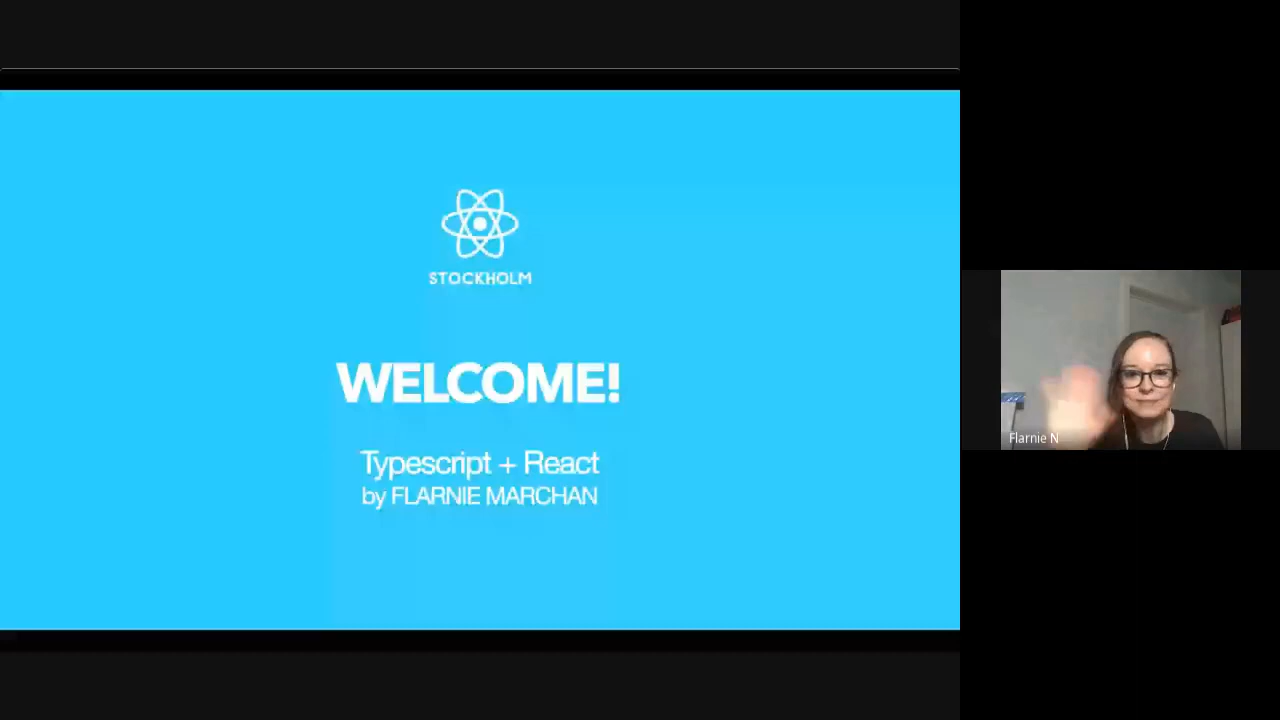 STOCKHOLM
WELCOME!
Typescript + React
by FLARNIE MARCHAN
Flarnie N